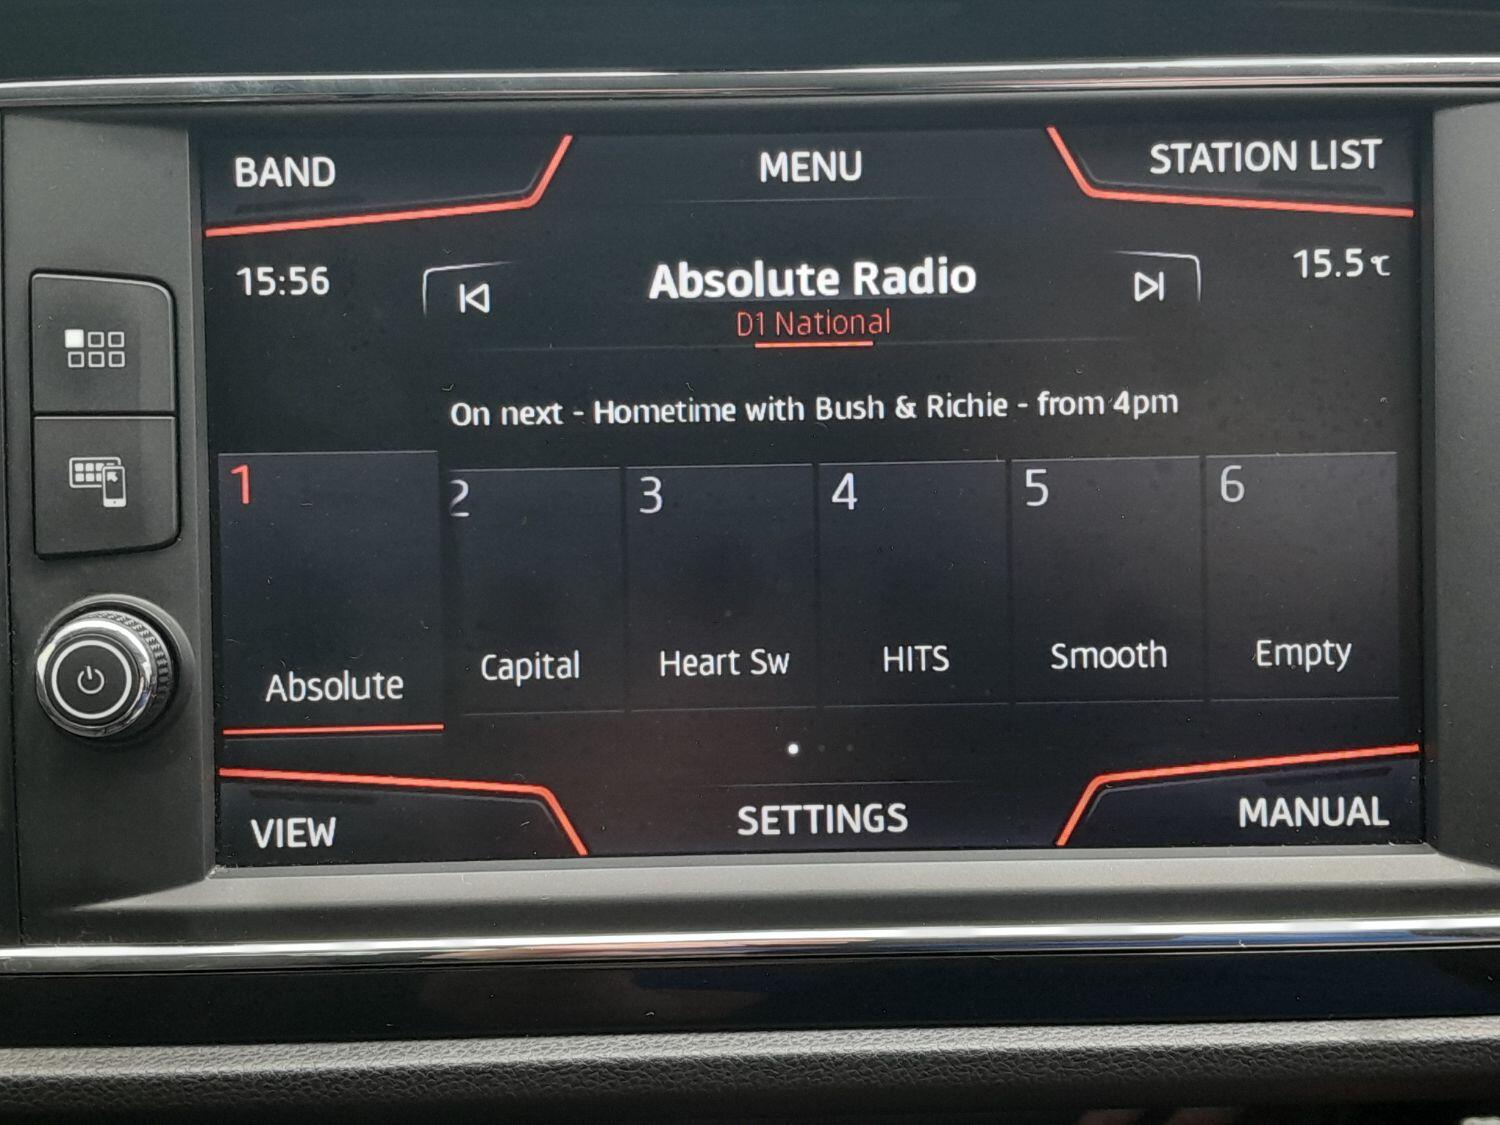 BAND
MENU
STATION LIST
15:56
Absolute Radio
15.5℃
D1 National
On next - Hometime with Bush & Richie - from 4pm
1
2
3
4
5
6
Absolute
Capital
Heart Sw
HITS
Smooth
Empty
VIEW
SETTINGS
MANUAL